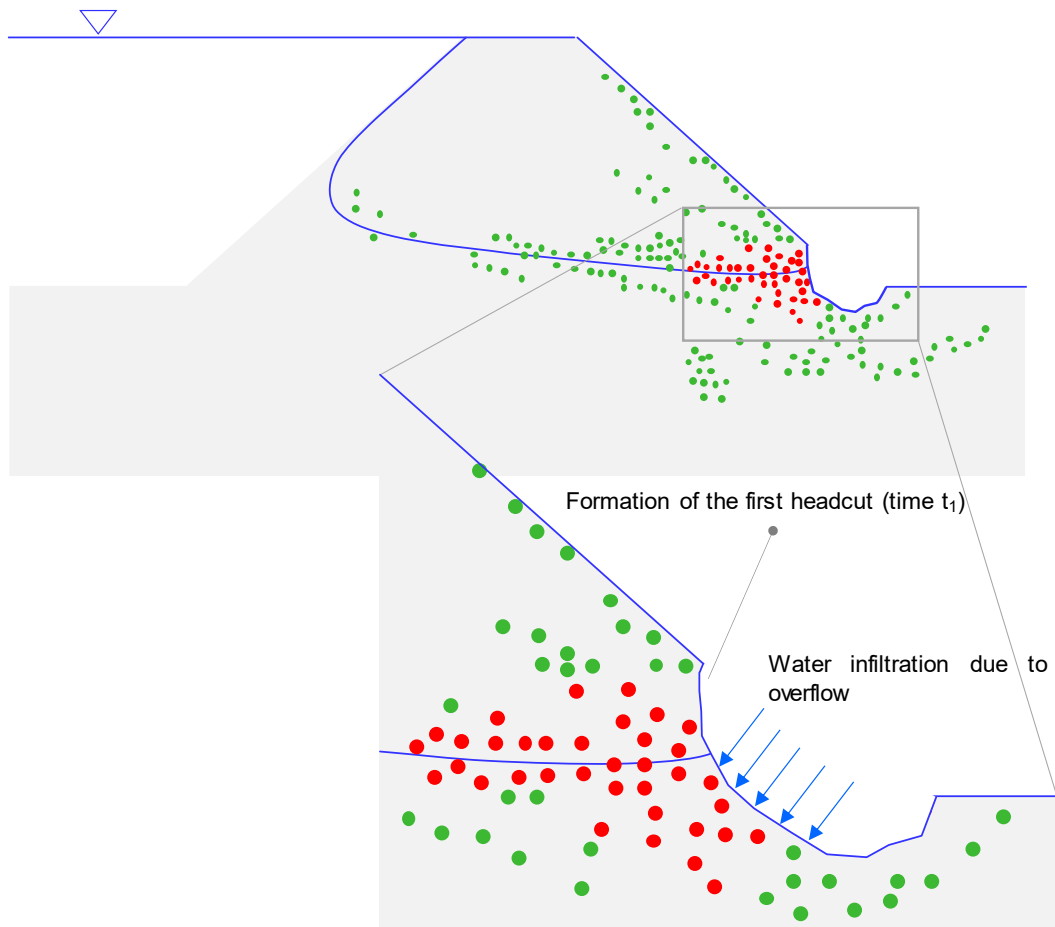 Formation of the first headcut (time t₁)
Water infiltration due to
overflow